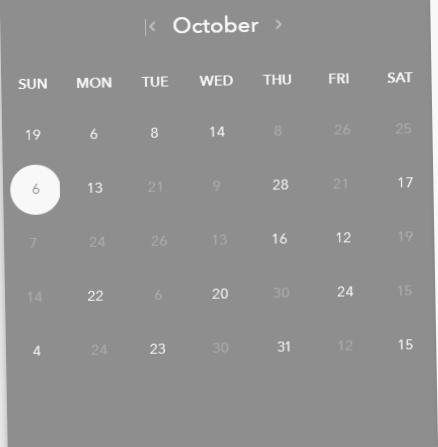 |< October >
SUN MON TUE WED THU FRI SAT
19 6 8 14 8 26 25
6 13 21 9 28 21 17
7 24 26 13 16 12 19
14 22 6 20 30 24 15
4 24 23 30 31 12 15